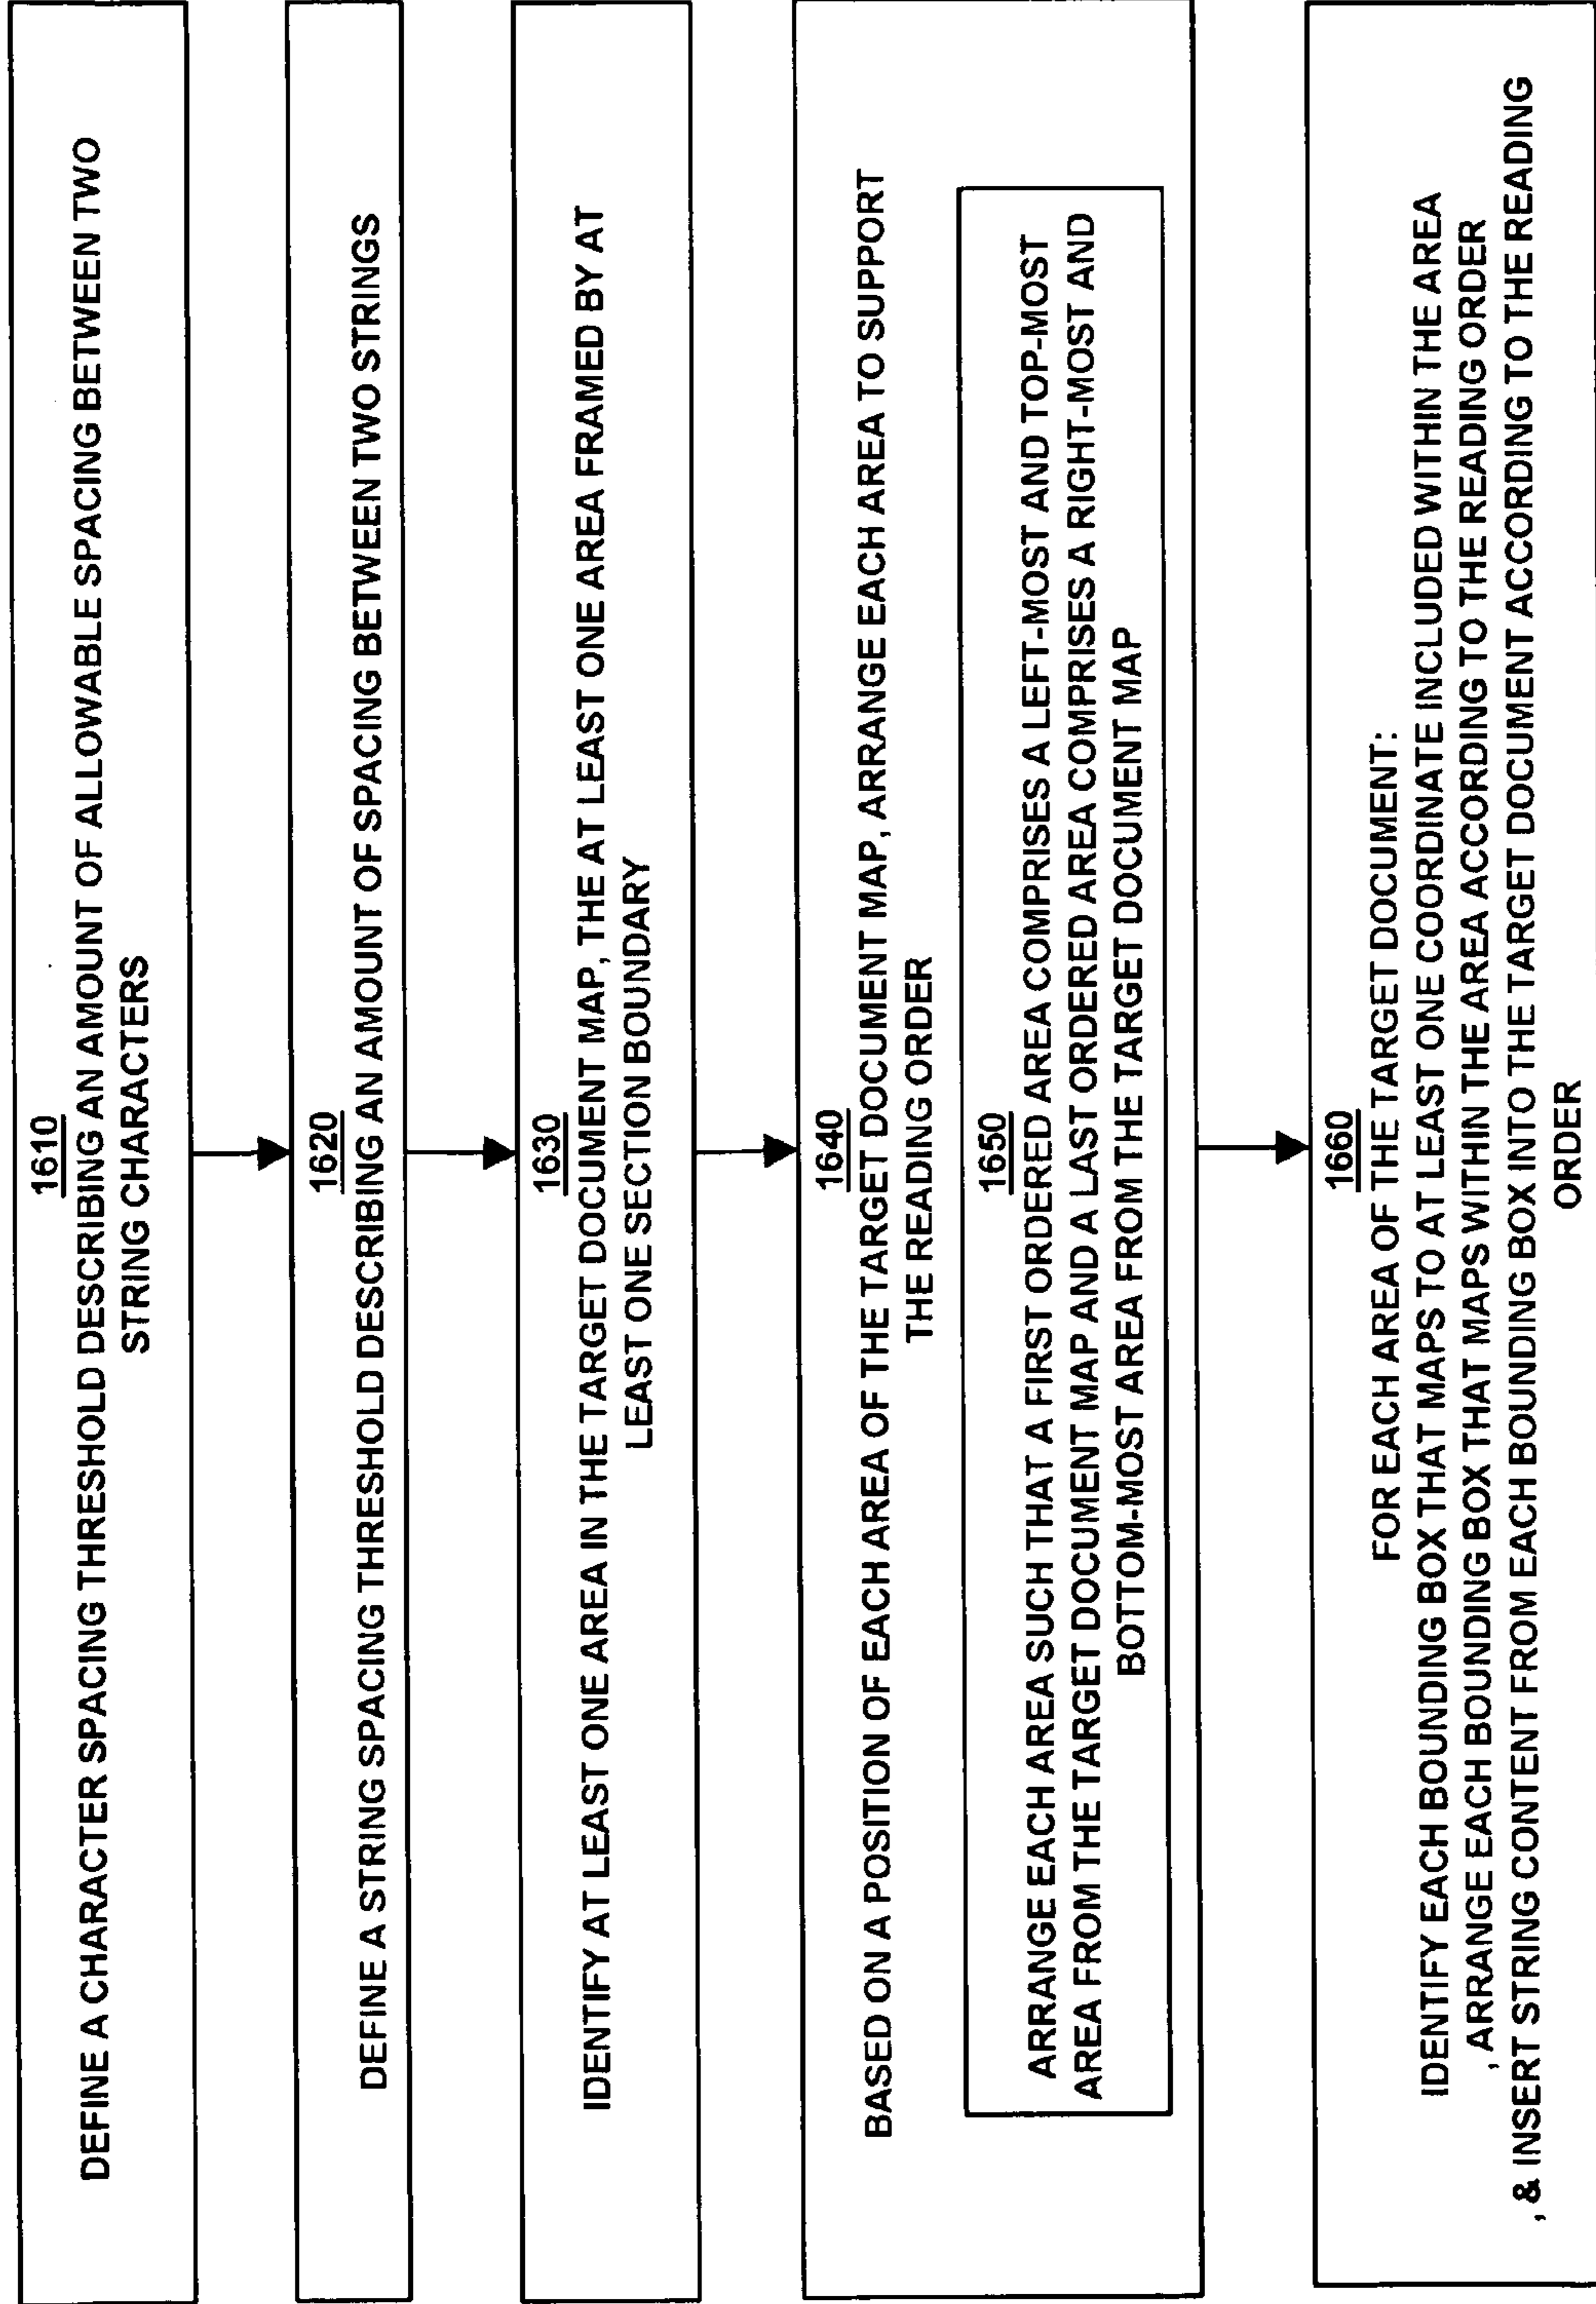 1610
DEFINE A CHARACTER SPACING THRESHOLD DESCRIBING AN AMOUNT OF ALLOWABLE SPACING BETWEEN TWO
STRING CHARACTERS
1620
DEFINE A STRING SPACING THRESHOLD DESCRIBING AN AMOUNT OF SPACING BETWEEN TWO STRINGS
1630
IDENTIFY AT LEAST ONE AREA IN THE TARGET DOCUMENT MAP, THE AT LEAST ONE AREA FRAMED BY AT
LEAST ONE SECTION BOUNDARY
1640
BASED ON A POSITION OF EACH AREA OF THE TARGET DOCUMENT MAP, ARRANGE EACH AREA TO SUPPORT
THE READING ORDER
1650
ARRANGE EACH AREA SUCH THAT A FIRST ORDERED AREA COMPRISES A LEFT-MOST AND TOP-MOST
AREA FROM THE TARGET DOCUMENT MAP AND A LAST ORDERED AREA COMPRISES A RIGHT-MOST AND
BOTTOM-MOST AREA FROM THE TARGET DOCUMENT MAP
1660
FOR EACH AREA OF THE TARGET DOCUMENT:
IDENTIFY EACH BOUNDING BOX THAT MAPS TO AT LEAST ONE COORDINATE INCLUDED WITHIN THE AREA
, ARRANGE EACH BOUNDING BOX THAT MAPS WITHIN THE AREA ACCORDING TO THE READING ORDER
, & INSERT STRING CONTENT FROM EACH BOUNDING BOX INTO THE TARGET DOCUMENT ACCORDING TO THE READING
ORDER